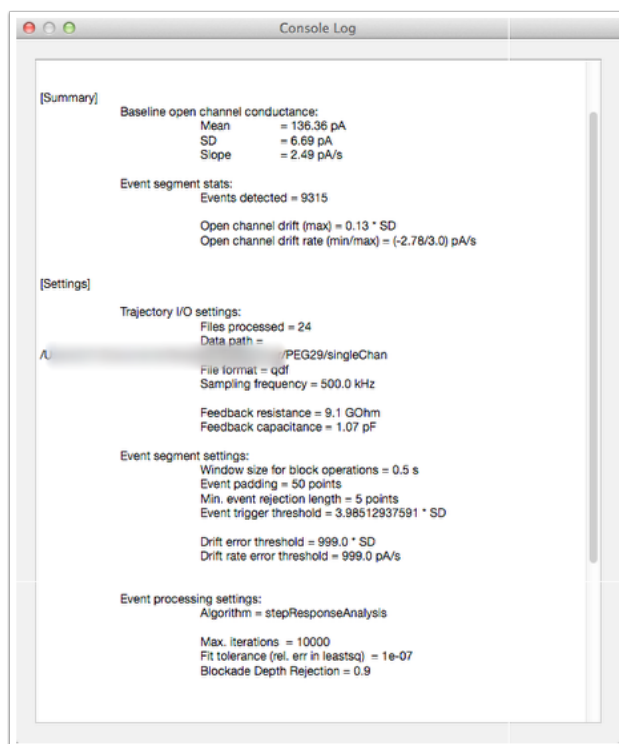 Console Log
[Summary]
Baseline open channel conductance:
Mean = 136.36 pA
SD = 6.69 pA
Slope = 2.49 pA/s
Event segment stats:
Events detected = 9315
Open channel drift (max) = 0.13 * SD
Open channel drift rate (min/max) = (-2.78/3.0) pA/s
[Settings]
Trajectory I/O settings:
Files processed = 24
Data path =
/PEG29/singleChan
File format = qdf
Sampling frequency = 500.0 kHz
Feedback resistance = 9.1 GOhm
Feedback capacitance = 1.07 pF
Event segment settings:
Window size for block operations = 0.5 s
Event padding = 50 points
Min. event rejection length = 5 points
Event trigger threshold = 3.98512937591 * SD
Drift error threshold = 999.0 * SD
Drift rate error threshold = 999.0 pA/s
Event processing settings:
Algorithm = stepResponseAnalysis
Max. iterations = 10000
Fit tolerance (rel. err in leastsq) = 1e-07
Blockade Depth Rejection = 0.9